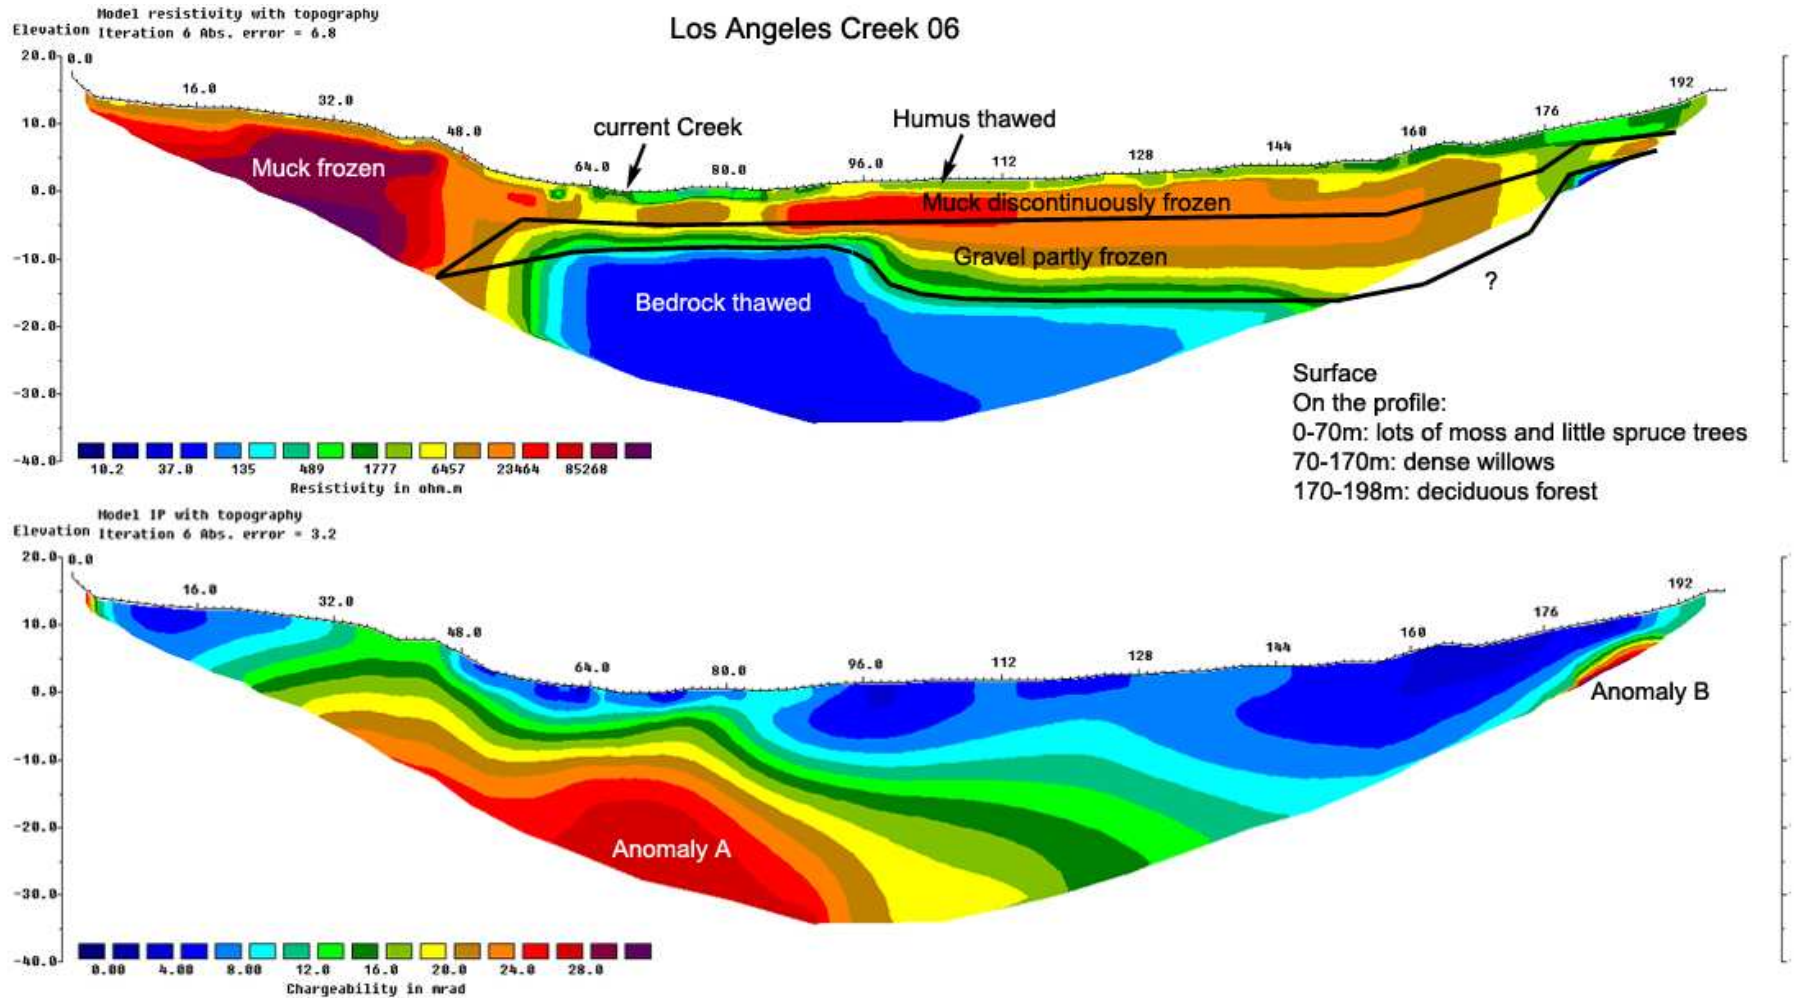 Model resistivity with topography
Elevation Iteration 6 Abs. error = 6.8
Los Angeles Creek 06
20.0
0.0
16.0
32.0
48.0
64.0
80.0
96.0
112
128
144
160
176
192
10.0
0.0
-10.0
-20.0
-30.0
-40.0
current Creek
Humus thawed
Muck frozen
Muck discontinuously frozen
Gravel partly frozen
?
Bedrock thawed
Surface
On the profile:
0-70m: lots of moss and little spruce trees
70-170m: dense willows
170-198m: deciduous forest
10.2 37.0 135 489 1777 6457 23464 85268
Resistivity in ohm.m
Model IP with topography
Elevation Iteration 6 Abs. error = 3.2
20.0
0.0
16.0
32.0
48.0
64.0
80.0
96.0
112
128
144
160
176
192
10.0
0.0
-10.0
-20.0
-30.0
-40.0
Anomaly B
Anomaly A
0.00 4.00 8.00 12.0 16.0 20.0 24.0 28.0
Chargeability in mrad